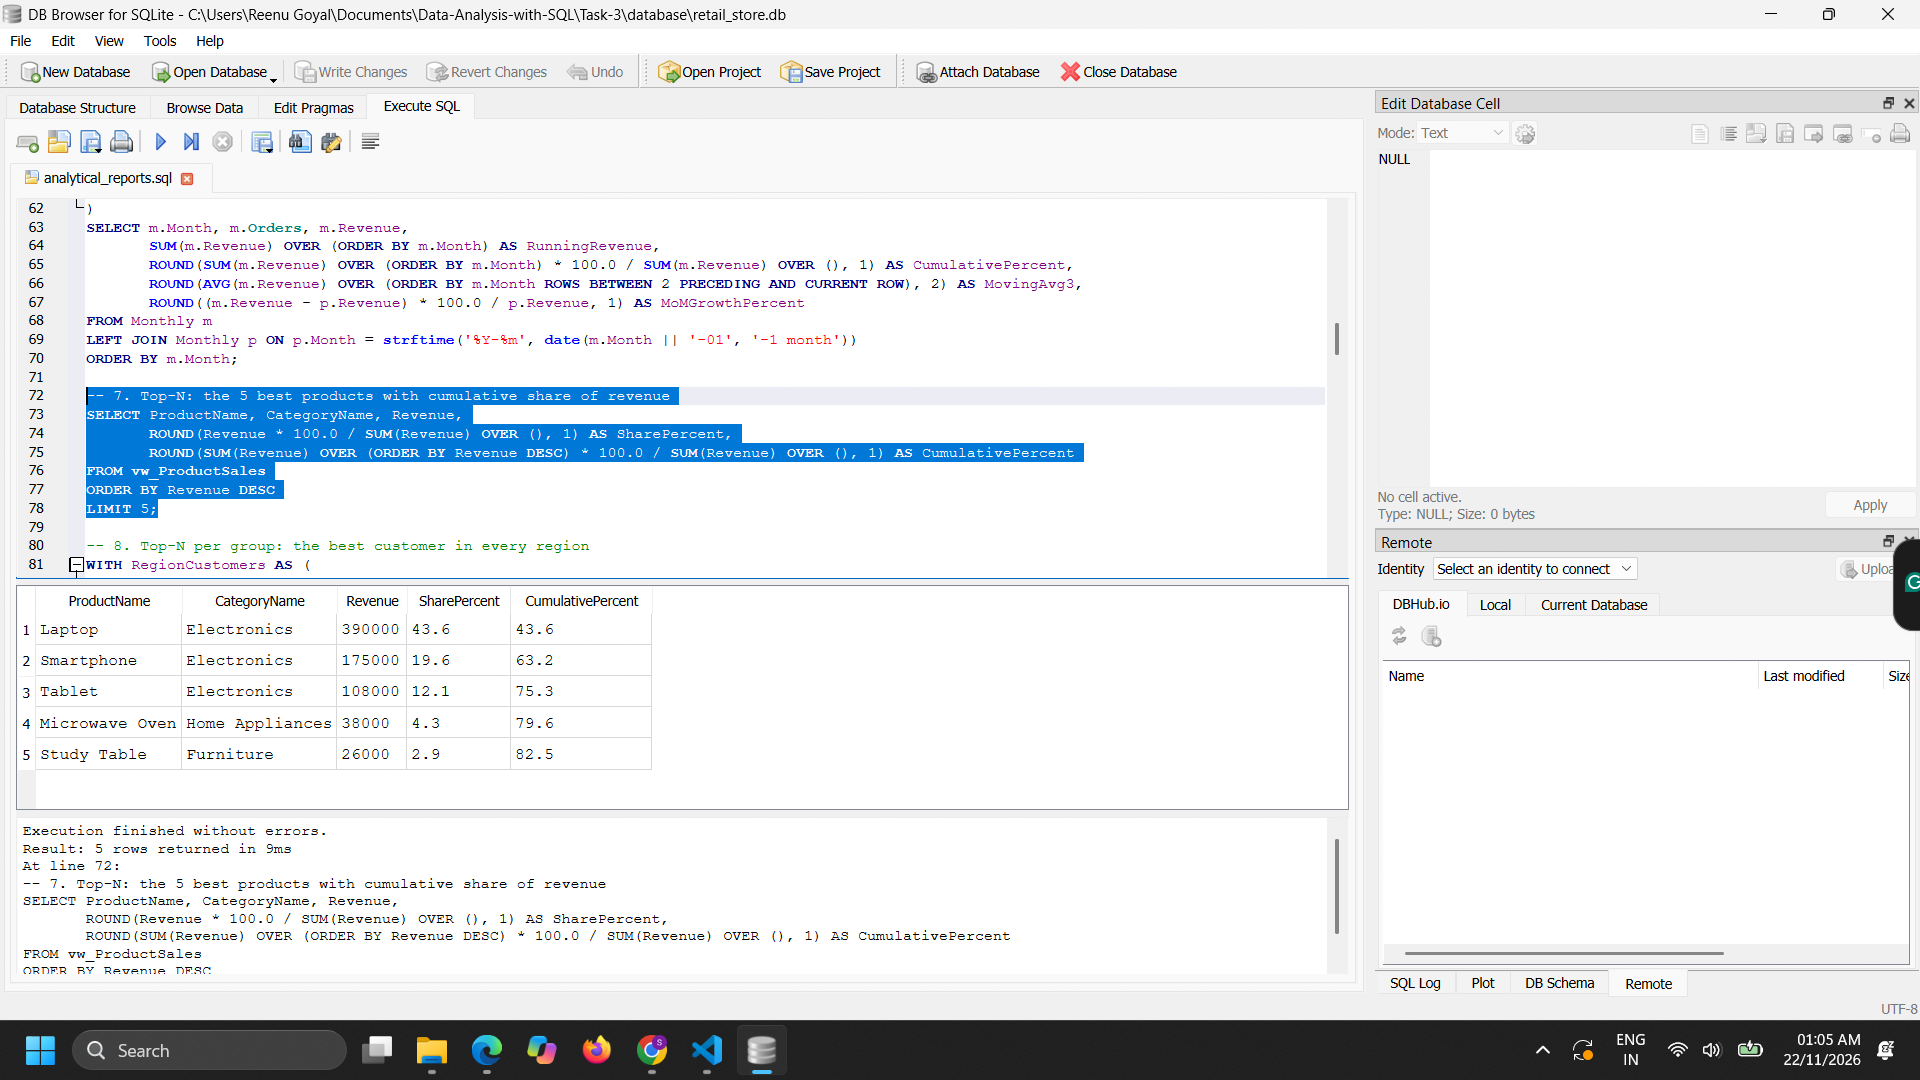 DB Browser for SQLite - C:\Users\Reenu Goyal\Documents\Data-Analysis-with-SQL\Task-3\database\retail_store.db
File Edit View Tools Help
New Database Open Database Write Changes Revert Changes Undo Open Project Save Project Attach Database Close Database
Database Structure Browse Data Edit Pragmas Execute SQL
analytical_reports.sql
62 )
63 SELECT m.Month, m.Orders, m.Revenue,
64 SUM(m.Revenue) OVER (ORDER BY m.Month) AS RunningRevenue,
65 ROUND(SUM(m.Revenue) OVER (ORDER BY m.Month) * 100.0 / SUM(m.Revenue) OVER (), 1) AS CumulativePercent,
66 ROUND(AVG(m.Revenue) OVER (ORDER BY m.Month ROWS BETWEEN 2 PRECEDING AND CURRENT ROW), 2) AS MovingAvg3,
67 ROUND((m.Revenue - p.Revenue) * 100.0 / p.Revenue, 1) AS MoMGrowthPercent
68 FROM Monthly m
69 LEFT JOIN Monthly p ON p.Month = strftime('%Y-%m', date(m.Month || '-01', '-1 month'))
70 ORDER BY m.Month;
71
72 -- 7. Top-N: the 5 best products with cumulative share of revenue
73 SELECT ProductName, CategoryName, Revenue,
74 ROUND(Revenue * 100.0 / SUM(Revenue) OVER (), 1) AS SharePercent,
75 ROUND(SUM(Revenue) OVER (ORDER BY Revenue DESC) * 100.0 / SUM(Revenue) OVER (), 1) AS CumulativePercent
76 FROM vw_ProductSales
77 ORDER BY Revenue DESC
78 LIMIT 5;
79
80 -- 8. Top-N per group: the best customer in every region
81 WITH RegionCustomers AS (
ProductName CategoryName Revenue SharePercent CumulativePercent
1 Laptop Electronics 390000 43.6 43.6
2 Smartphone Electronics 175000 19.6 63.2
3 Tablet Electronics 108000 12.1 75.3
4 Microwave Oven Home Appliances 38000 4.3 79.6
5 Study Table Furniture 26000 2.9 82.5
Execution finished without errors.
Result: 5 rows returned in 9ms
At line 72:
-- 7. Top-N: the 5 best products with cumulative share of revenue
SELECT ProductName, CategoryName, Revenue,
ROUND(Revenue * 100.0 / SUM(Revenue) OVER (), 1) AS SharePercent,
ROUND(SUM(Revenue) OVER (ORDER BY Revenue DESC) * 100.0 / SUM(Revenue) OVER (), 1) AS CumulativePercent
FROM vw_ProductSales
ORDER BY Revenue DESC
Edit Database Cell
Mode: Text
NULL
No cell active.
Type: NULL; Size: 0 bytes
Apply
Remote
Identity Select an identity to connect Uploa
DBHub.io Local Current Database
Name Last modified Size
SQL Log Plot DB Schema Remote
UTF-8
Search
ENG
IN
01:05 AM
22/11/2026